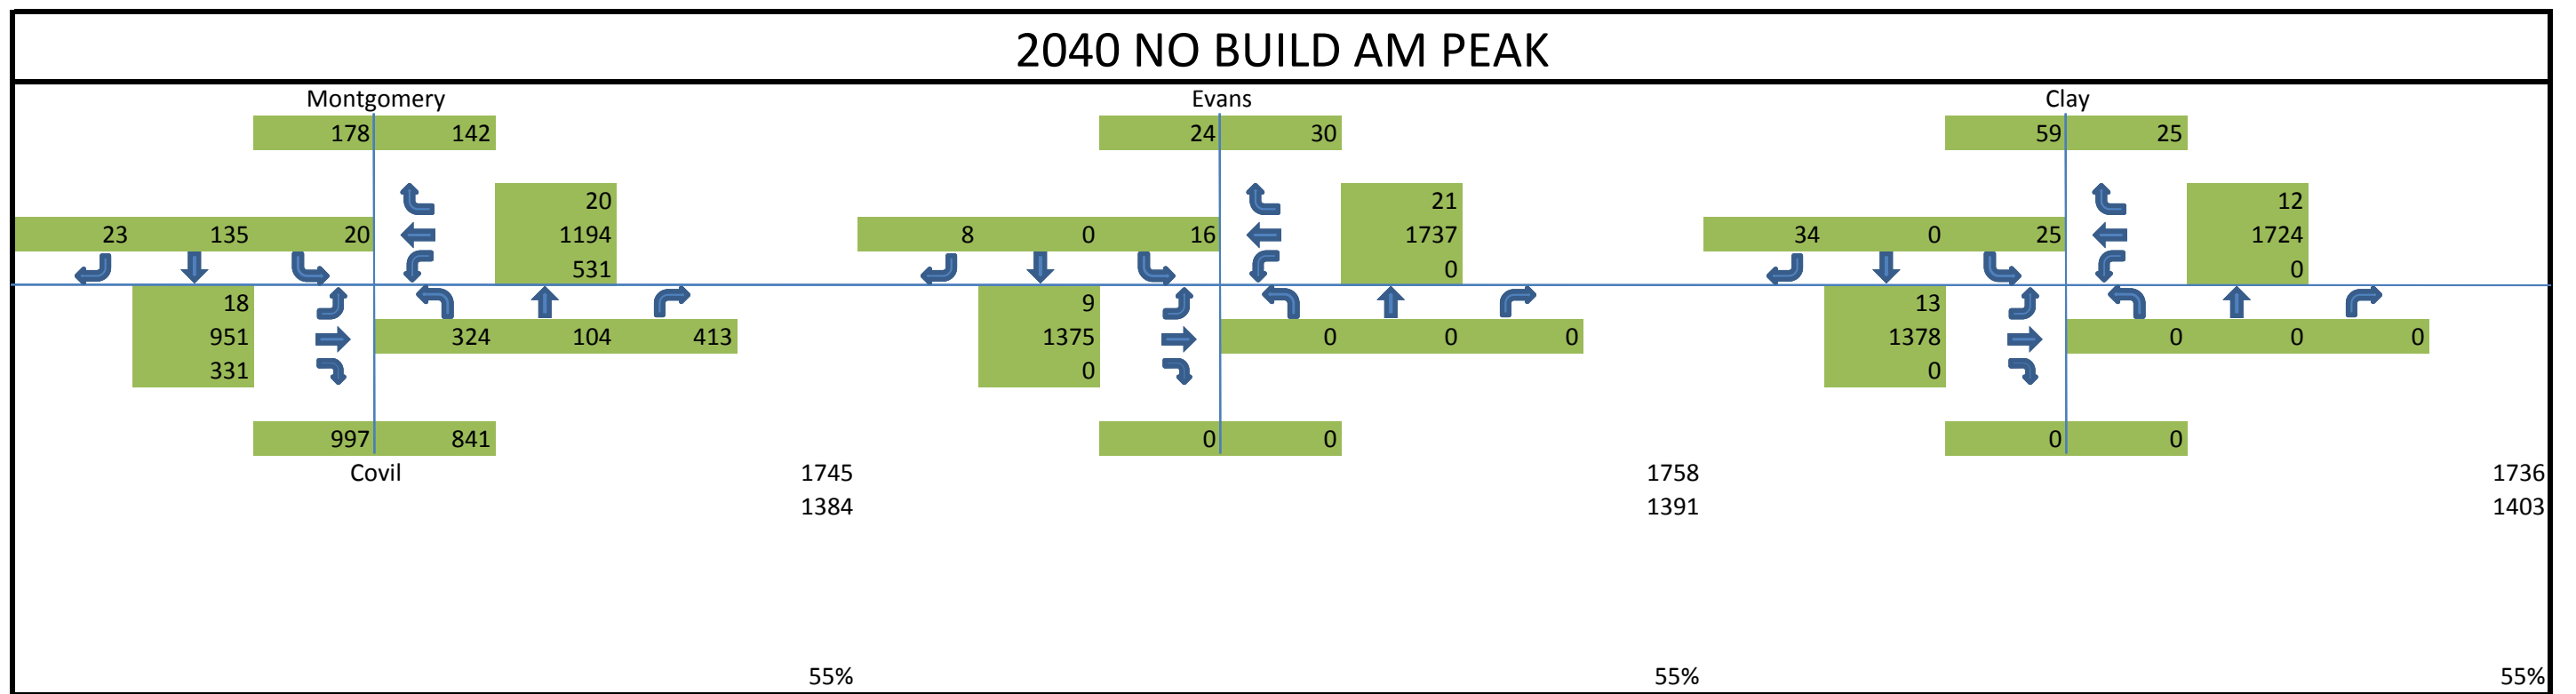 2040 NO BUILD AM PEAK
Montgomery Evans Clay
178 142 24 30 59 25
20 21 12
23 135 20 1194 8 0 16 1737 34 0 25 1724
531 0 0
18 9 13
951 324 104 413 1375 0 0 0 1378 0 0 0
331 0 0
997 841 0 0 0 0
Covil 1745 1758 1736
1384 1391 1403
55% 55% 55%